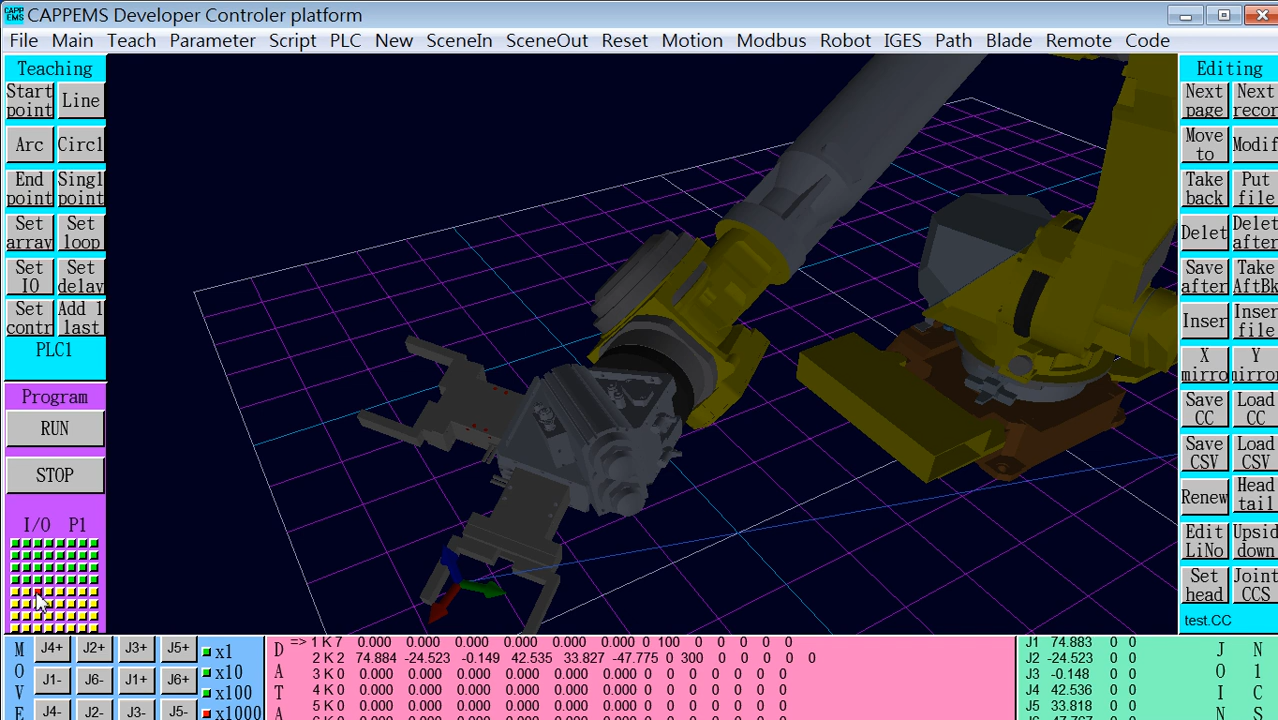 CAPP EMS CAPPEMS Developer Controler platform
File Main Teach Parameter Script PLC New SceneIn SceneOut Reset Motion Modbus Robot IGES Path Blade Remote Code
Teaching
Start point Line
Arc Circl
End point Singl point
Set array Set loop
Set IO Set delay
Set contr Add 1 last
PLC1
Program
RUN
STOP
I/O P1
Editing
Next page Next recor
Move to Modif
Take back Put file
Delet Delet after
Save after Take AftBk
Inser Inser file
X mirro Y mirro
Save CC Load CC
Save CSV Load CSV
Renew Head tail
Edit LiNo Upsid down
Set head Joint CCS
test.CC
M O V E
J4+ J2+ J3+ J5+ x1
J1- J6- J1+ J6+ x10
x100
J4- J2- J3- J5- x1000
D A T A
=> 1 K 7 0.000 0.000 0.000 0.000 0.000 0.000 0 100 0 0 0 0
2 K 2 74.884 -24.523 -0.149 42.535 33.827 -47.775 0 300 0 0 0 0
3 K 0 0.000 0.000 0.000 0.000 0.000 0.000 0 0 0 0 0 0
4 K 0 0.000 0.000 0.000 0.000 0.000 0.000 0 0 0 0 0 0
5 K 0 0.000 0.000 0.000 0.000 0.000 0.000 0 0 0 0 0 0
J1 74.883 0 0
J2 -24.523 0 0
J3 -0.148 0 0
J4 42.536 0 0
J5 33.818 0 0
J O I N
N 1 C S